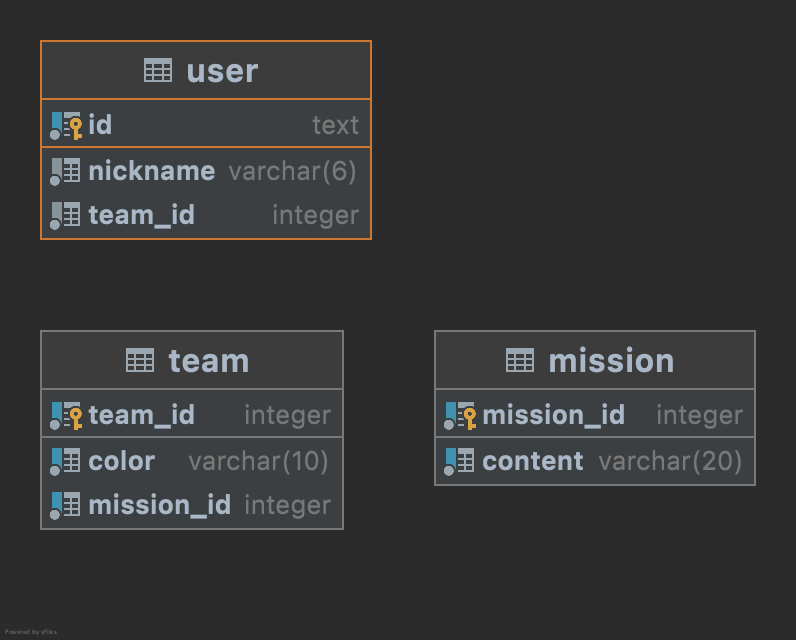 user
id text
nickname varchar(6)
team_id integer
team
team_id integer
color varchar(10)
mission_id integer
mission
mission_id integer
content varchar(20)
Powered by yFiles